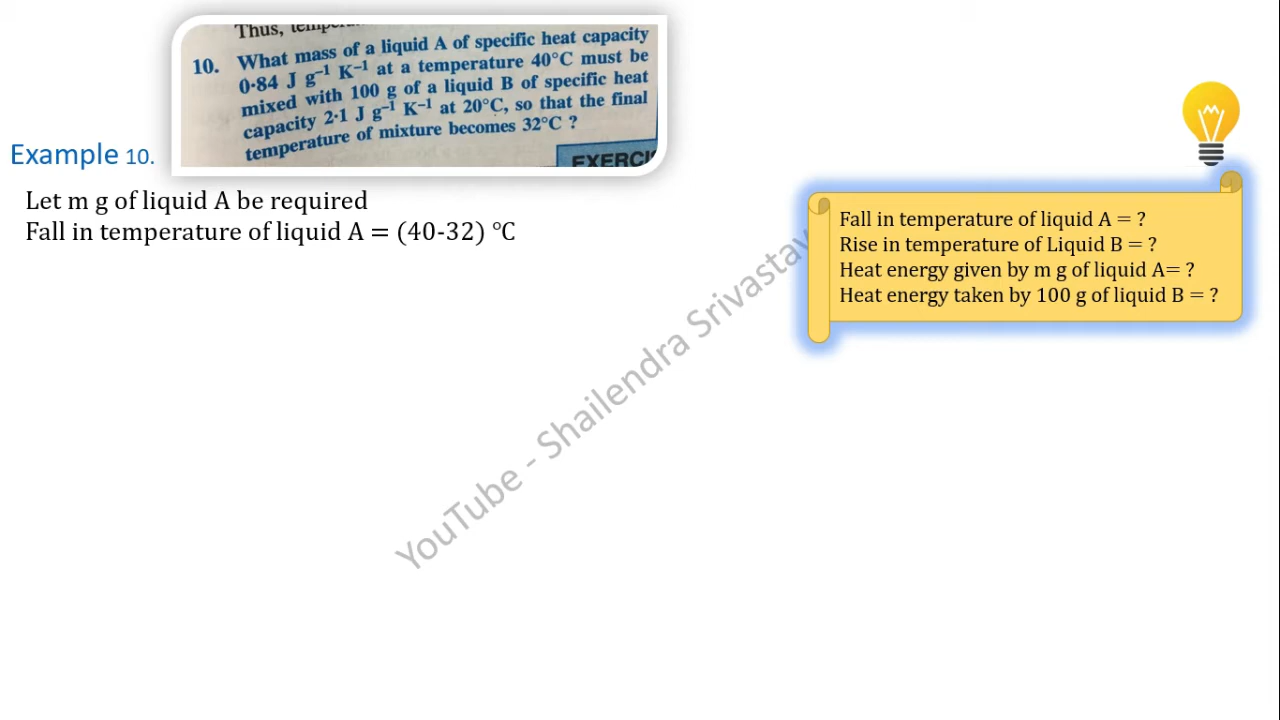 Thus,
10. What mass of a liquid A of specific heat capacity
0·84 J g⁻¹ K⁻¹ at a temperature 40°C must be
mixed with 100 g of a liquid B of specific heat
capacity 2·1 J g⁻¹ K⁻¹ at 20°C, so that the final
temperature of mixture becomes 32°C ?
Example 10.
Let m g of liquid A be required
Fall in temperature of liquid A = (40-32) °C
Fall in temperature of liquid A = ?
Rise in temperature of Liquid B = ?
Heat energy given by m g of liquid A= ?
Heat energy taken by 100 g of liquid B = ?
YouTube - Shailendra Srivastav